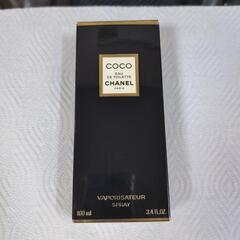 COCO
EAU
DE TOILETTE
CHANEL
PARIS
VAPORISATEUR
SPRAY
100 ml
3.4 FL.OZ.